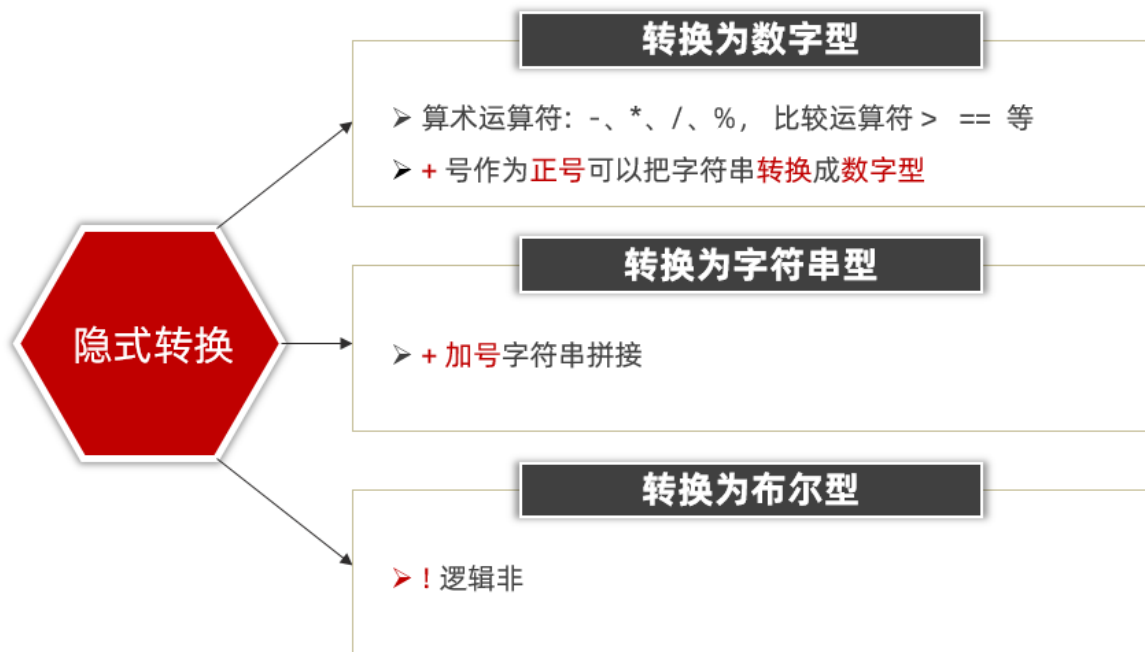 转换为数字型
➤ 算术运算符：-、*、/、%， 比较运算符 > == 等
➤ + 号作为正号可以把字符串转换成数字型
隐式转换
转换为字符串型
➤ + 加号字符串拼接
转换为布尔型
➤ ! 逻辑非